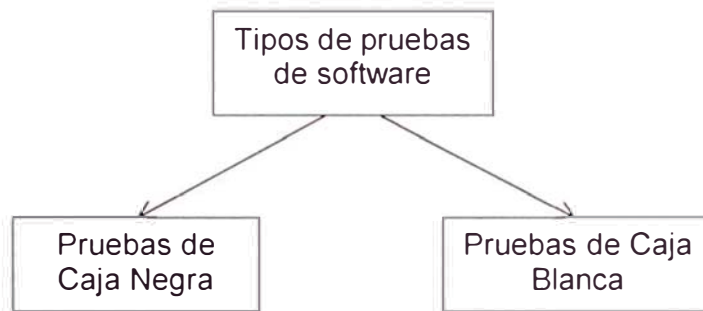 Tipos de pruebas
de software
Pruebas de
Caja Negra
Pruebas de Caja
Blanca